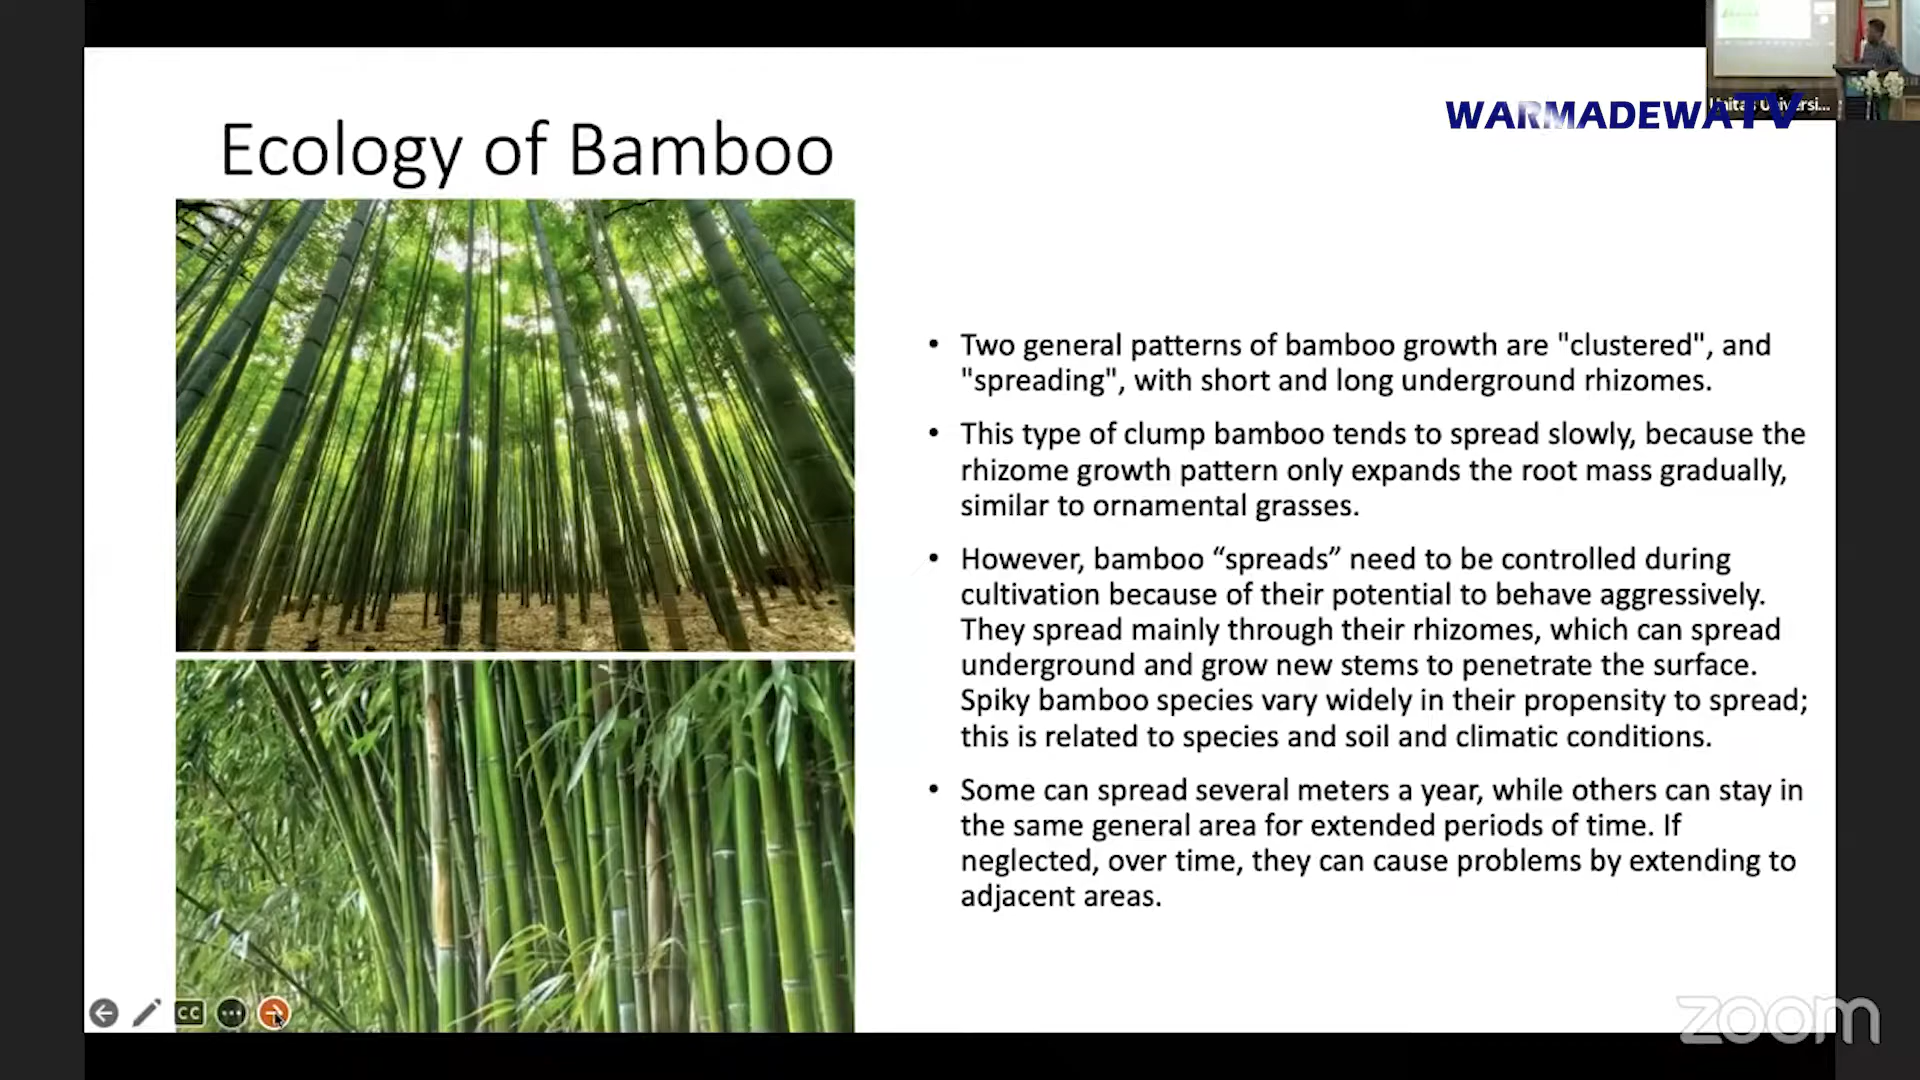 WARMADEWATV
Ecology of Bamboo
• Two general patterns of bamboo growth are "clustered", and
"spreading", with short and long underground rhizomes.
• This type of clump bamboo tends to spread slowly, because the
rhizome growth pattern only expands the root mass gradually,
similar to ornamental grasses.
• However, bamboo “spreads” need to be controlled during
cultivation because of their potential to behave aggressively.
They spread mainly through their rhizomes, which can spread
underground and grow new stems to penetrate the surface.
Spiky bamboo species vary widely in their propensity to spread;
this is related to species and soil and climatic conditions.
• Some can spread several meters a year, while others can stay in
the same general area for extended periods of time. If
neglected, over time, they can cause problems by extending to
adjacent areas.
CC
zoom